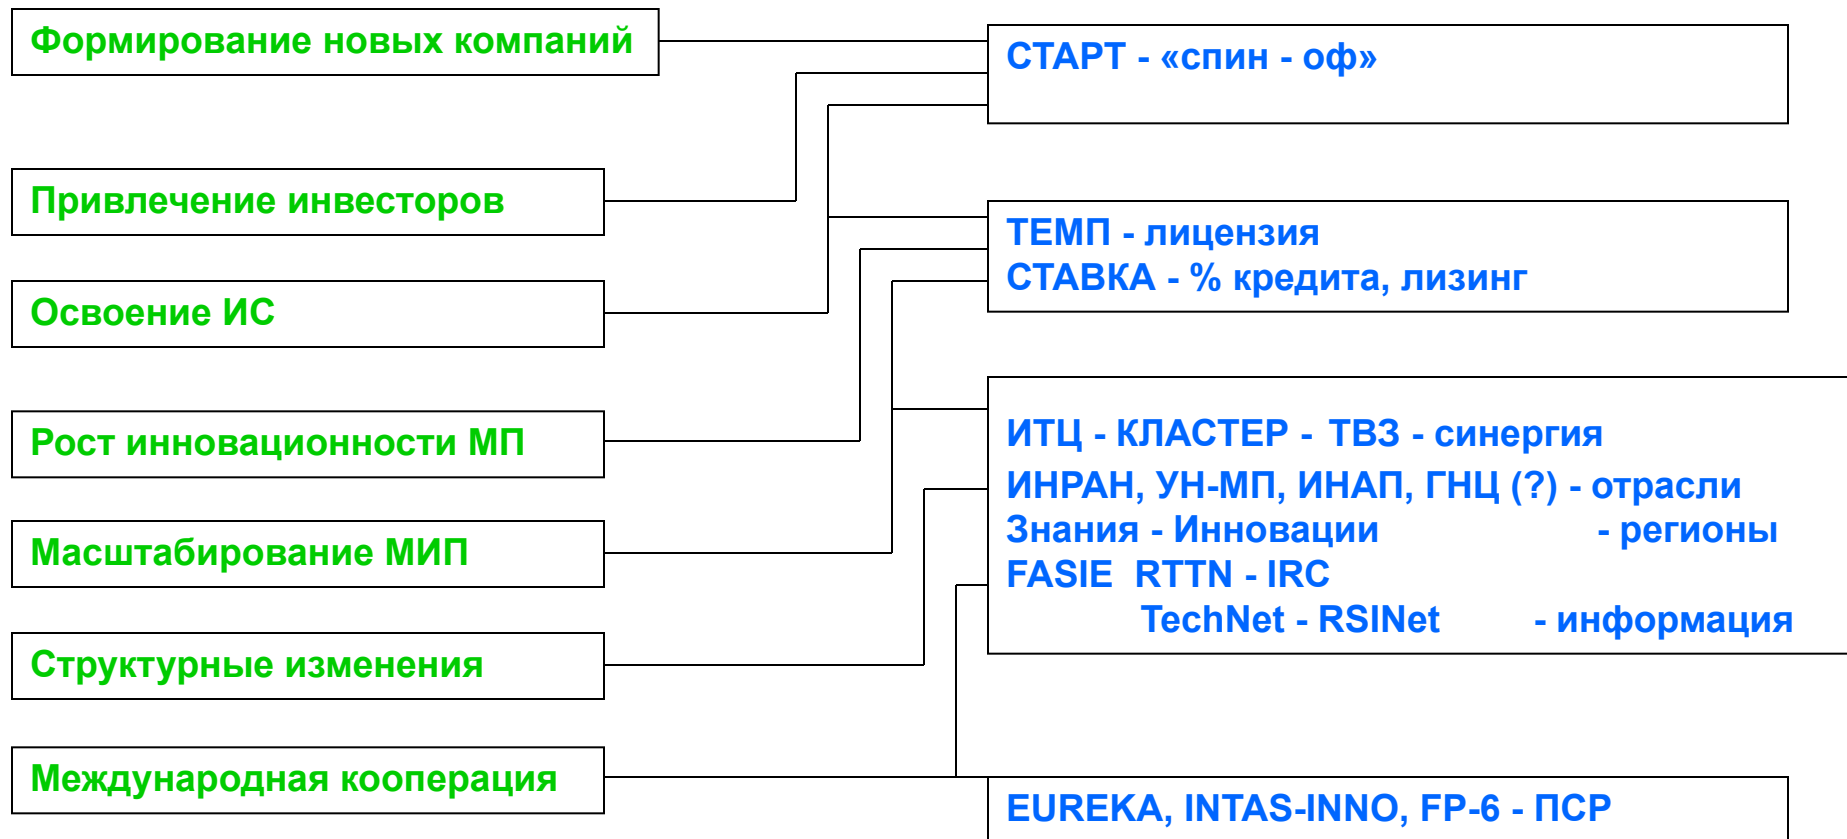 Формирование новых компаний
Привлечение инвесторов
Освоение ИС
Рост инновационности МП
Масштабирование МИП
Структурные изменения
Международная кооперация
СТАРТ - «спин - оф»
ТЕМП - лицензия
СТАВКА - % кредита, лизинг
ИТЦ - КЛАСТЕР - ТВЗ - синергия
ИНРАН, УН-МП, ИНАП, ГНЦ (?) - отрасли
Знания - Инновации - регионы
FASIE RTTN - IRC
TechNet - RSINet - информация
EUREKA, INTAS-INNO, FP-6 - ПСР